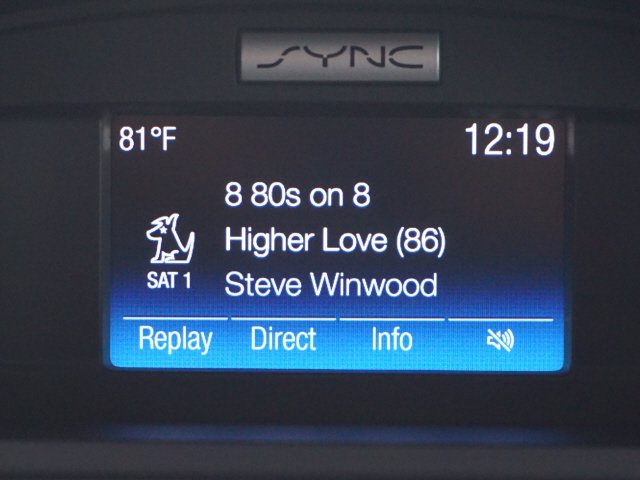 SYNC
81°F 12:19
8 80s on 8
Higher Love (86)
SAT 1
Steve Winwood
Replay Direct Info